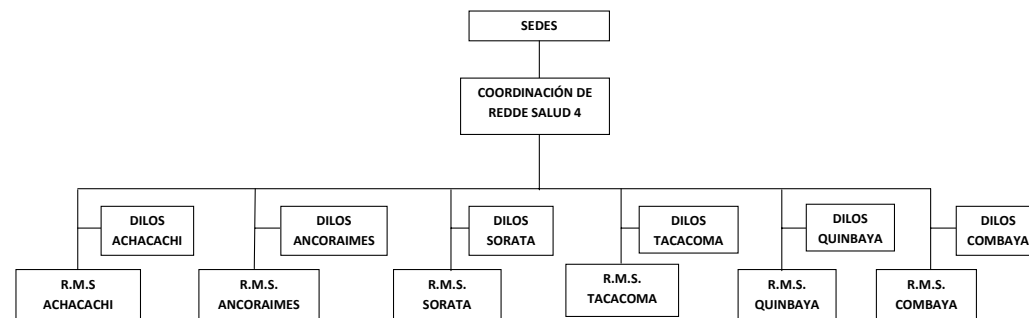 SEDES
COORDINACIÓN DE
REDDE SALUD 4
DILOS
ACHACACHI
DILOS
ANCORAIMES
DILOS
SORATA
DILOS
TACACOMA
DILOS
QUINBAYA
DILOS
COMBAYA
R.M.S
ACHACACHI
R.M.S.
ANCORAIMES
R.M.S.
SORATA
R.M.S.
TACACOMA
R.M.S.
QUINBAYA
R.M.S.
COMBAYA